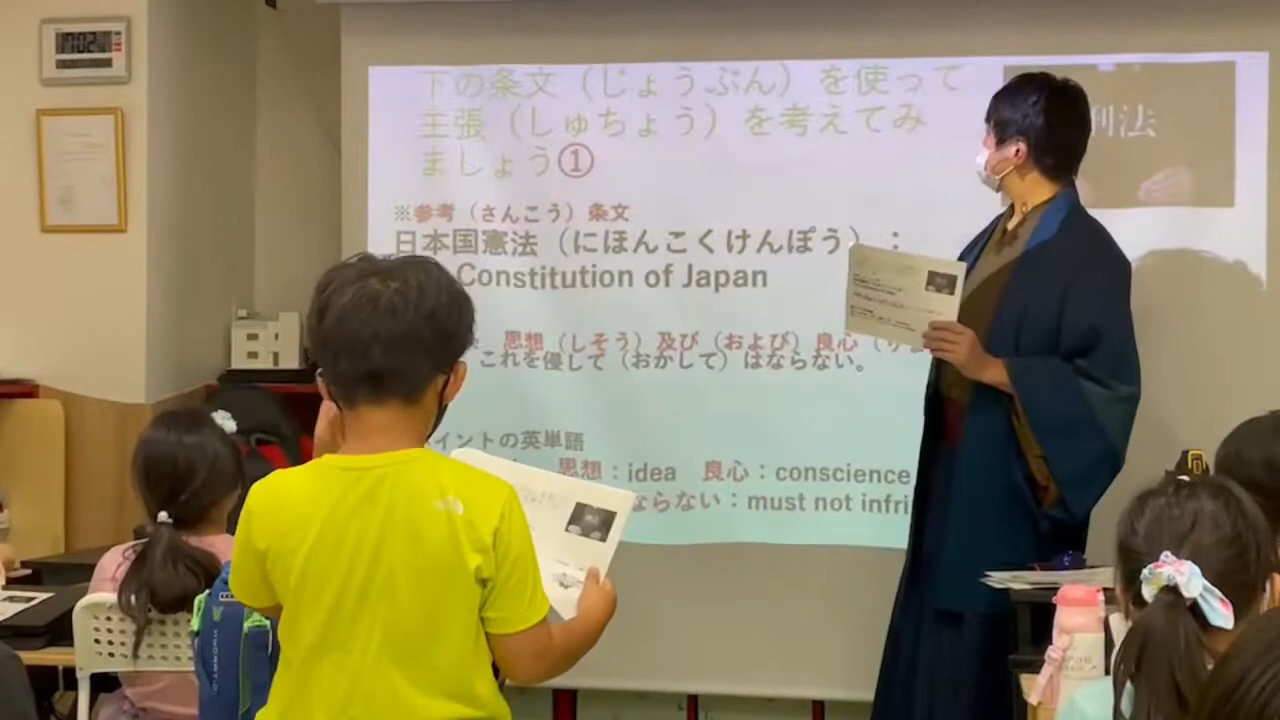 17:02
下の条文（じょうぶん）を使って
主張（しゅちょう）を考えてみ
ましょう①
刑法
※参考（さんこう）条文
日本国憲法（にほんこくけんぽう）：
Constitution of Japan
思想（しそう）及び（および）良心（
これを侵して（おかして）はならない。
イントの英単語
思想：idea 良心：conscience
ならない：must not infri